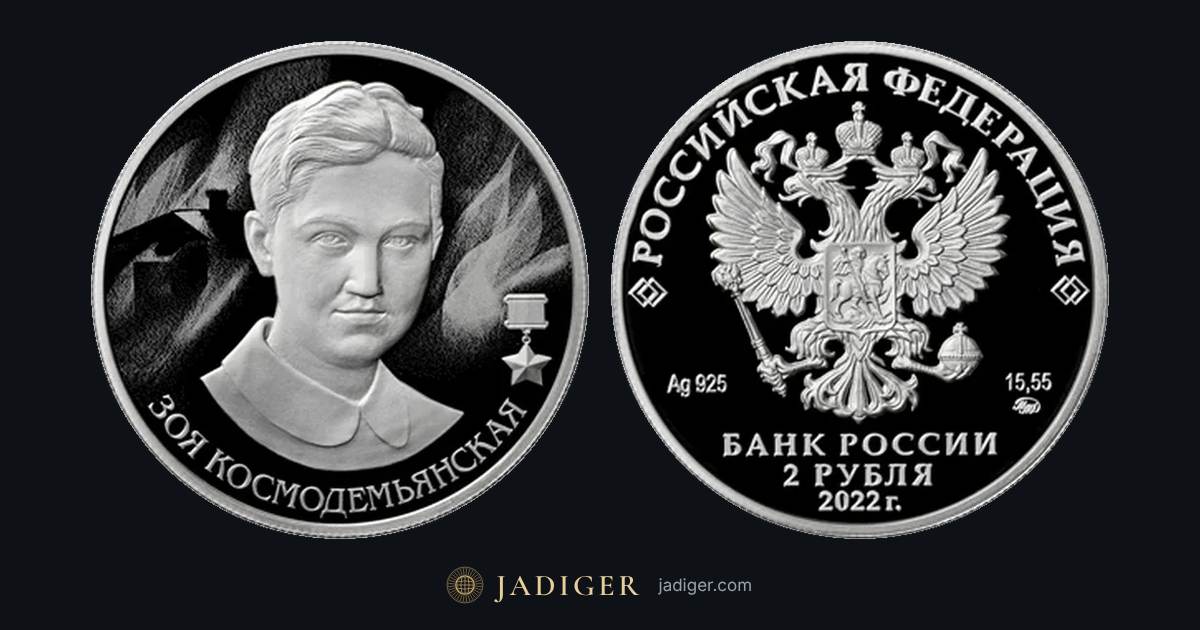 ЗОЯ КОСМОДЕМЬЯНСКАЯ
РОССИЙСКАЯ ФЕДЕРАЦИЯ
Ag 925
15,55
БАНК РОССИИ
2 РУБЛЯ
2022 г.
JADIGER jadiger.com